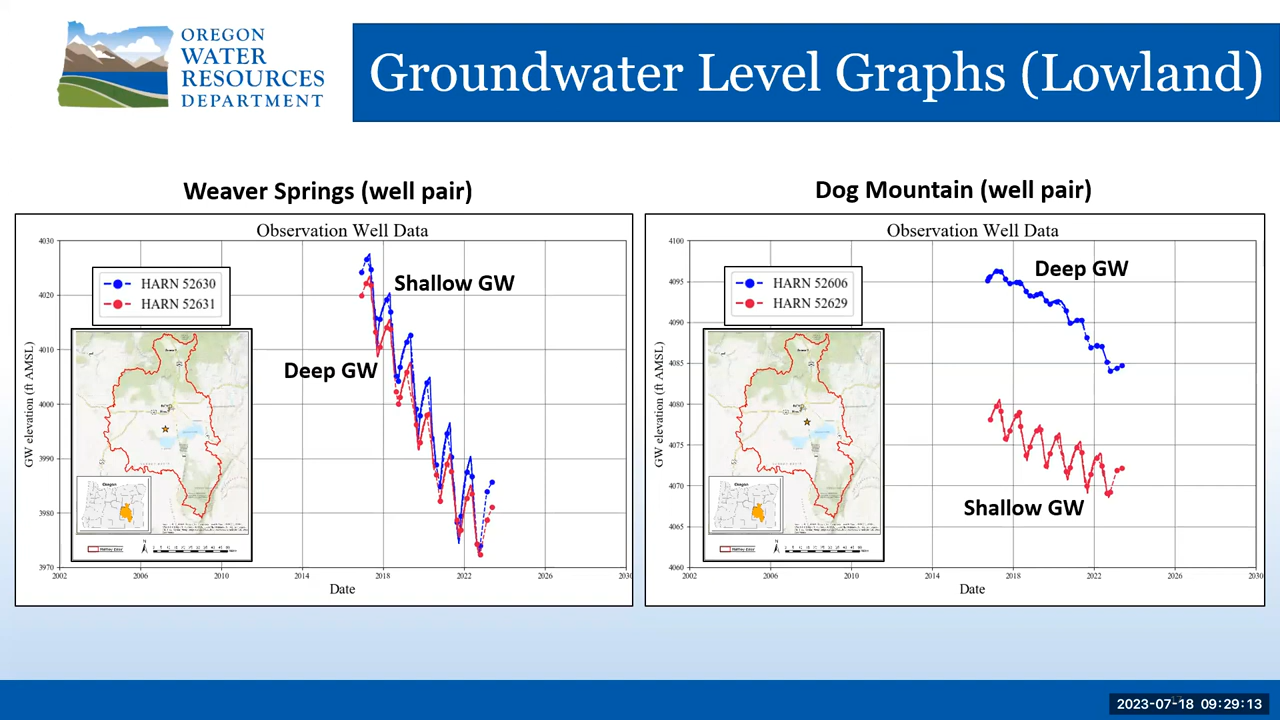 OREGON
WATER
RESOURCES
DEPARTMENT
Groundwater Level Graphs (Lowland)
Weaver Springs (well pair)
Observation Well Data
4030
4020
4010
4000
3990
3980
3970
GW elevation (ft AMSL)
HARN 52630
HARN 52631
Shallow GW
Deep GW
Oregon
2002
2006
2010
2014
2018
2022
2026
2030
Date
Dog Mountain (well pair)
Observation Well Data
4100
4095
4090
4085
4080
4075
4070
4065
4060
GW elevation (ft AMSL)
HARN 52606
HARN 52629
Deep GW
Shallow GW
Oregon
2002
2006
2010
2014
2018
2022
2026
2030
Date
2023-07-18 09:29:13